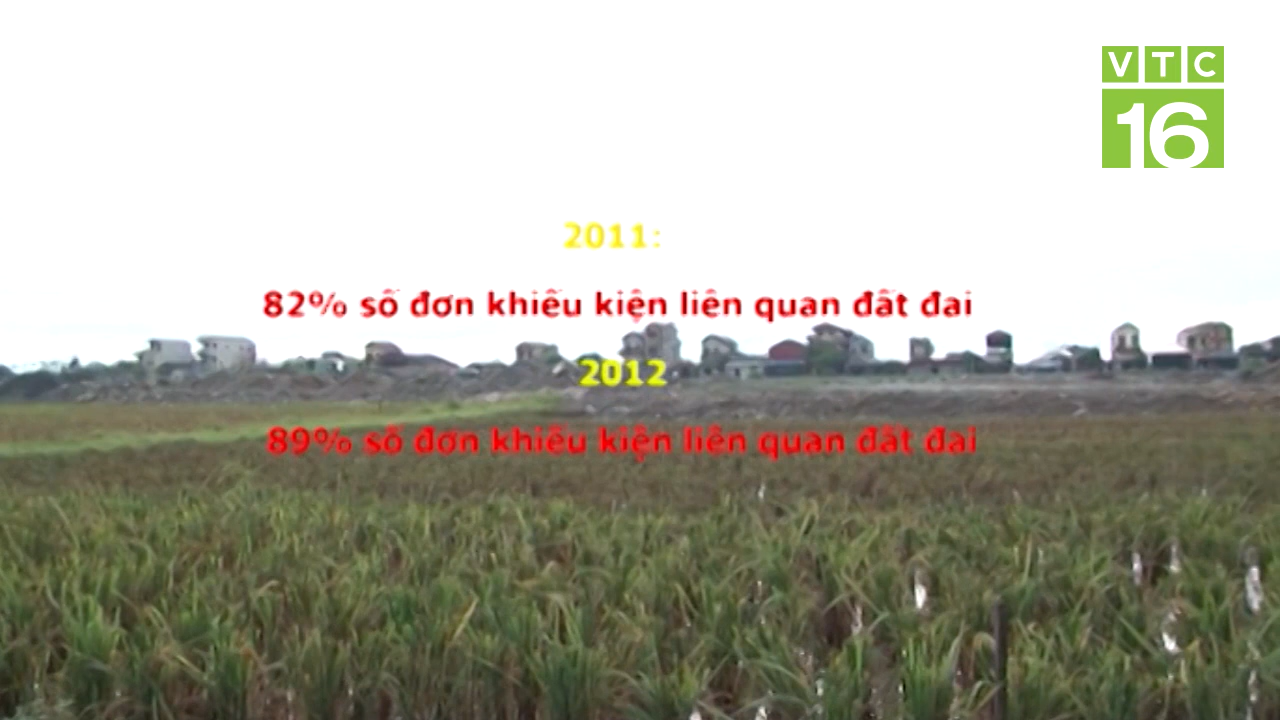 VTC
16
2011:
82% số đơn khiếu kiện liên quan đất đai
2012
89% số đơn khiếu kiện liên quan đất đai